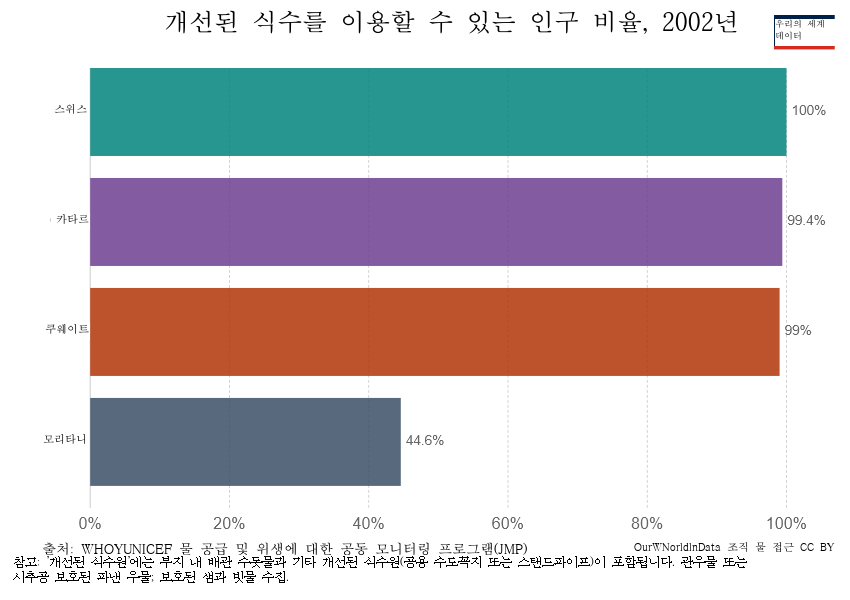 개선된 식수를 이용할 수 있는 인구 비율, 2002년
우리의 세계
데이터
스위스
100%
카타르
99.4%
쿠웨이트
99%
모리타니
44.6%
0% 20% 40% 60% 80% 100%
출처: WHOYUNICEF 물 공급 및 위생에 대한 공동 모니터링 프로그램(JMP)
OurWNorldInData 조직 물 접근 CC BY
참고: '개선된 식수원'에는 부지 내 배관 수돗물과 기타 개선된 식수원(공용 수도꼭지 또는 스탠드파이프)이 포함됩니다. 관우물 또는
시추공 보호된 파낸 우물; 보호된 샘과 빗물 수집.